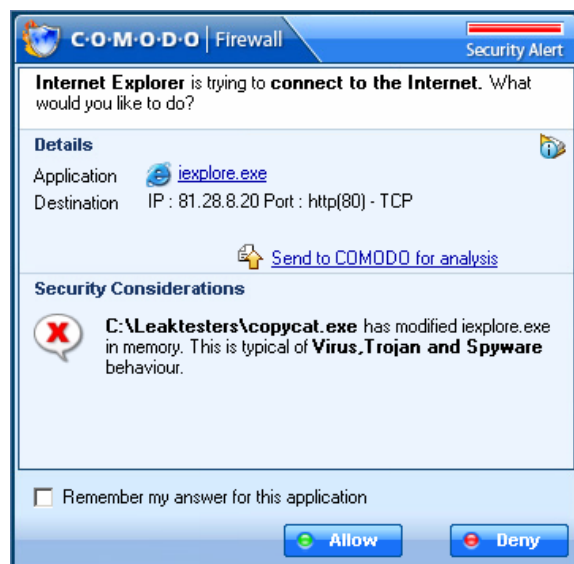 C·O·M·O·D·O | Firewall
Security Alert
Internet Explorer is trying to connect to the Internet. What
would you like to do?
Details
Application iexplore.exe
Destination IP : 81.28.8.20 Port : http(80) - TCP
Send to COMODO for analysis
Security Considerations
C:\Leaktesters\copycat.exe has modified iexplore.exe
in memory. This is typical of Virus,Trojan and Spyware
behaviour.
Remember my answer for this application
Allow Deny